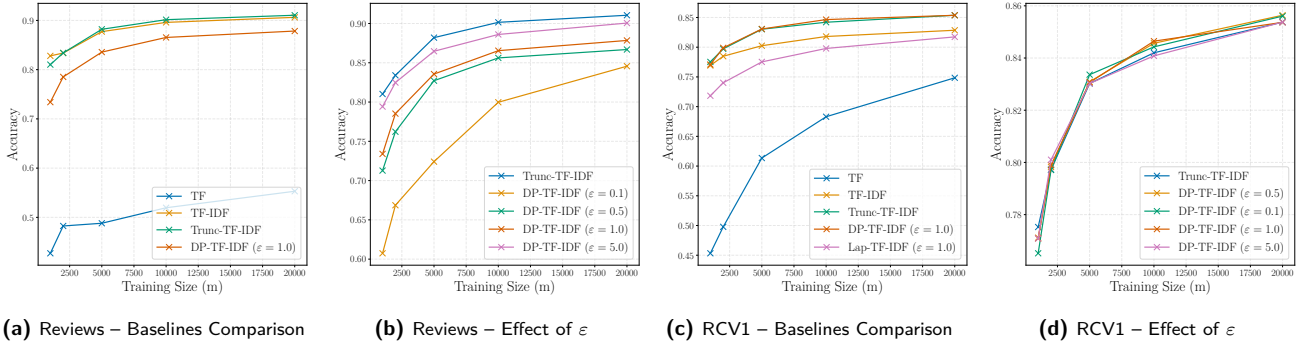 0.9
0.8
0.7
0.6
0.5
Accuracy
TF
TF-IDF
Trunc-TF-IDF
DP-TF-IDF (ε = 1.0)
2500 5000 7500 10000 12500 15000 17500 20000
Training Size (m)
(a) Reviews – Baselines Comparison
0.90
0.85
0.80
0.75
0.70
0.65
0.60
Accuracy
Trunc-TF-IDF
DP-TF-IDF (ε = 0.1)
DP-TF-IDF (ε = 0.5)
DP-TF-IDF (ε = 1.0)
DP-TF-IDF (ε = 5.0)
2500 5000 7500 10000 12500 15000 17500 20000
Training Size (m)
(b) Reviews – Effect of ε
0.85
0.80
0.75
0.70
0.65
0.60
0.55
0.50
0.45
Accuracy
TF
TF-IDF
Trunc-TF-IDF
DP-TF-IDF (ε = 1.0)
Lap-TF-IDF (ε = 1.0)
2500 5000 7500 10000 12500 15000 17500 20000
Training Size (m)
(c) RCV1 – Baselines Comparison
0.86
0.84
0.82
0.80
0.78
Accuracy
Trunc-TF-IDF
DP-TF-IDF (ε = 0.5)
DP-TF-IDF (ε = 0.1)
DP-TF-IDF (ε = 1.0)
DP-TF-IDF (ε = 5.0)
2500 5000 7500 10000 12500 15000 17500 20000
Training Size (m)
(d) RCV1 – Effect of ε